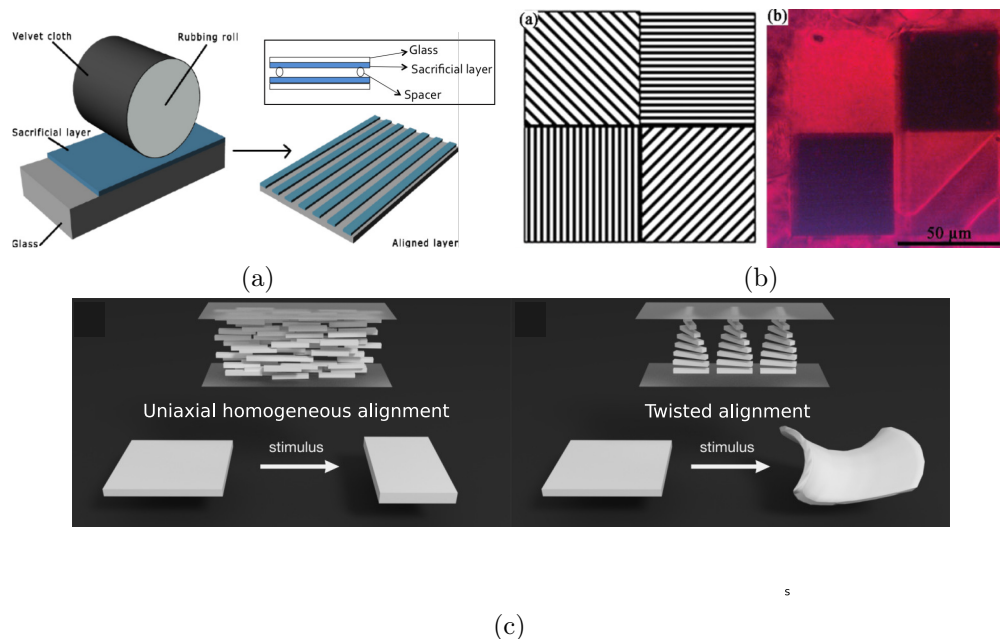 Velvet cloth
Rubbing roll
Sacrificial layer
Glass
Glass
Sacrificial layer
Spacer
Aligned layer
(a)
(a)
(b)
50 µm
(b)
Uniaxial homogeneous alignment
stimulus
Twisted alignment
stimulus
s
(c)